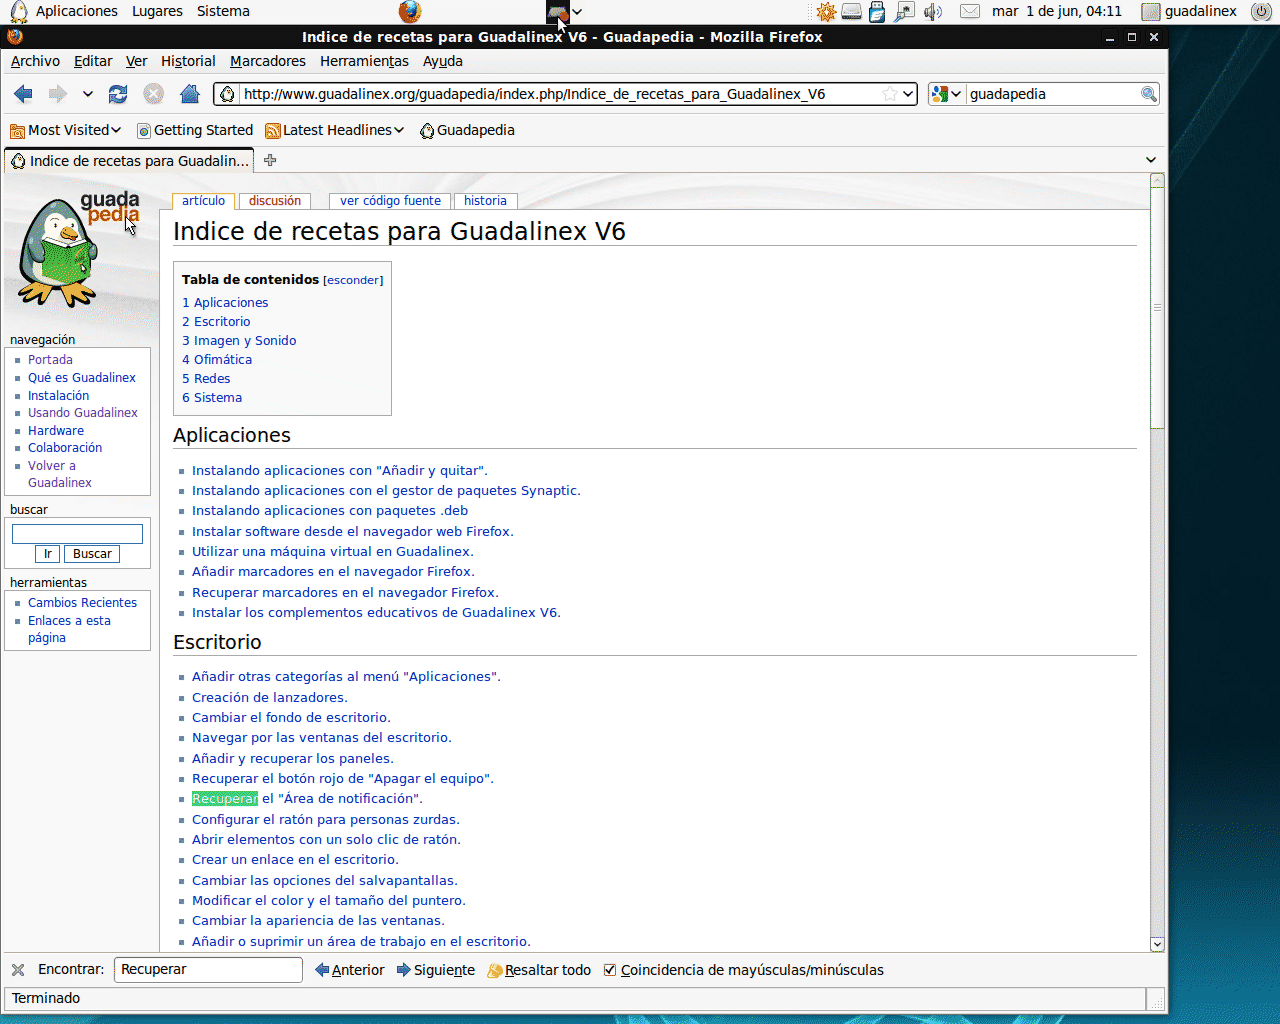 Aplicaciones Lugares Sistema mar 1 de jun, 04:11 guadalinex
Indice de recetas para Guadalinex V6 - Guadapedia - Mozilla Firefox
Archivo Editar Ver Historial Marcadores Herramientas Ayuda
http://www.guadalinex.org/guadapedia/index.php/Indice_de_recetas_para_Guadalinex_V6 guadapedia
Most Visited Getting Started Latest Headlines Guadapedia
Indice de recetas para Guadalin...
guada
pedia
navegación
Portada
Qué es Guadalinex
Instalación
Usando Guadalinex
Hardware
Colaboración
Volver a
Guadalinex
buscar
Ir Buscar
herramientas
Cambios Recientes
Enlaces a esta
página
artículo discusión ver código fuente historia
Indice de recetas para Guadalinex V6
Tabla de contenidos [esconder]
1 Aplicaciones
2 Escritorio
3 Imagen y Sonido
4 Ofimática
5 Redes
6 Sistema
Aplicaciones
Instalando aplicaciones con "Añadir y quitar".
Instalando aplicaciones con el gestor de paquetes Synaptic.
Instalando aplicaciones con paquetes .deb
Instalar software desde el navegador web Firefox.
Utilizar una máquina virtual en Guadalinex.
Añadir marcadores en el navegador Firefox.
Recuperar marcadores en el navegador Firefox.
Instalar los complementos educativos de Guadalinex V6.
Escritorio
Añadir otras categorías al menú "Aplicaciones".
Creación de lanzadores.
Cambiar el fondo de escritorio.
Navegar por las ventanas del escritorio.
Añadir y recuperar los paneles.
Recuperar el botón rojo de "Apagar el equipo".
Recuperar el "Área de notificación".
Configurar el ratón para personas zurdas.
Abrir elementos con un solo clic de ratón.
Crear un enlace en el escritorio.
Cambiar las opciones del salvapantallas.
Modificar el color y el tamaño del puntero.
Cambiar la apariencia de las ventanas.
Añadir o suprimir un área de trabajo en el escritorio.
Encontrar: Recuperar Anterior Siguiente Resaltar todo Coincidencia de mayúsculas/minúsculas
Terminado